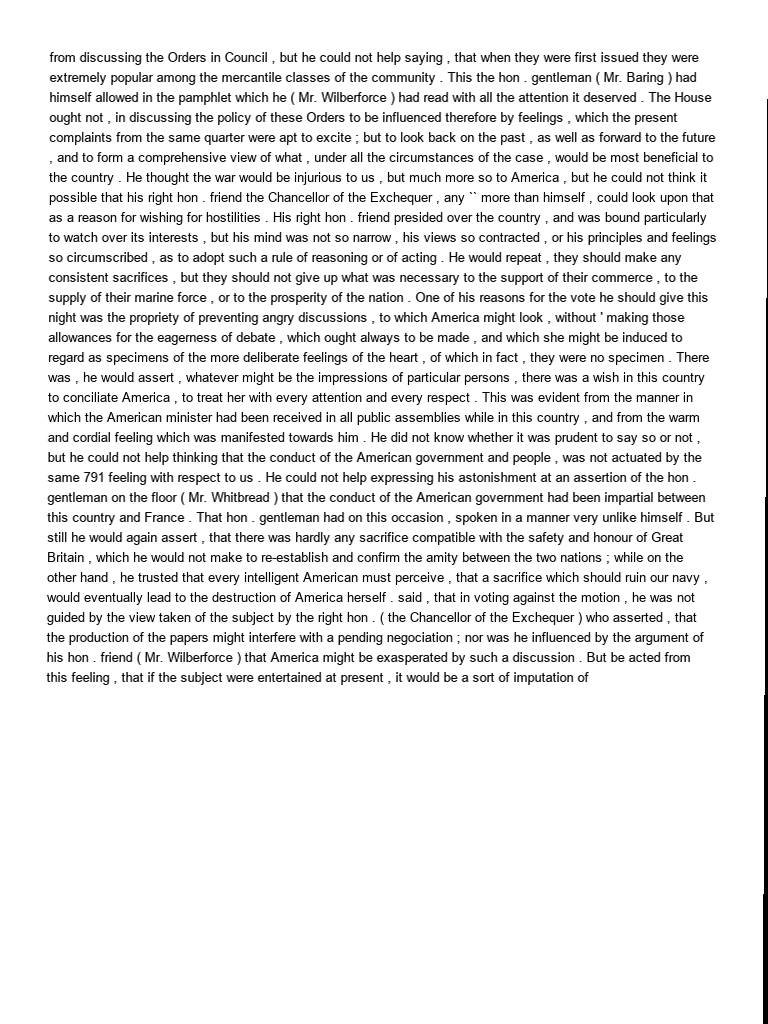 from discussing the Orders in Council , but he could not help saying , that when they were first issued they were
extremely popular among the mercantile classes of the community . This the hon . gentleman ( Mr. Baring ) had
himself allowed in the pamphlet which he ( Mr. Wilberforce ) had read with all the attention it deserved . The House
ought not , in discussing the policy of these Orders to be influenced therefore by feelings , which the present
complaints from the same quarter were apt to excite ; but to look back on the past , as well as forward to the future
, and to form a comprehensive view of what , under all the circumstances of the case , would be most beneficial to
the country . He thought the war would be injurious to us , but much more so to America , but he could not think it
possible that his right hon . friend the Chancellor of the Exchequer , any `` more than himself , could look upon that
as a reason for wishing for hostilities . His right hon . friend presided over the country , and was bound particularly
to watch over its interests , but his mind was not so narrow , his views so contracted , or his principles and feelings
so circumscribed , as to adopt such a rule of reasoning or of acting . He would repeat , they should make any
consistent sacrifices , but they should not give up what was necessary to the support of their commerce , to the
supply of their marine force , or to the prosperity of the nation . One of his reasons for the vote he should give this
night was the propriety of preventing angry discussions , to which America might look , without ' making those
allowances for the eagerness of debate , which ought always to be made , and which she might be induced to
regard as specimens of the more deliberate feelings of the heart , of which in fact , they were no specimen . There
was , he would assert , whatever might be the impressions of particular persons , there was a wish in this country
to conciliate America , to treat her with every attention and every respect . This was evident from the manner in
which the American minister had been received in all public assemblies while in this country , and from the warm
and cordial feeling which was manifested towards him . He did not know whether it was prudent to say so or not ,
but he could not help thinking that the conduct of the American government and people , was not actuated by the
same 791 feeling with respect to us . He could not help expressing his astonishment at an assertion of the hon .
gentleman on the floor ( Mr. Whitbread ) that the conduct of the American government had been impartial between
this country and France . That hon . gentleman had on this occasion , spoken in a manner very unlike himself . But
still he would again assert , that there was hardly any sacrifice compatible with the safety and honour of Great
Britain , which he would not make to re-establish and confirm the amity between the two nations ; while on the
other hand , he trusted that every intelligent American must perceive , that a sacrifice which should ruin our navy ,
would eventually lead to the destruction of America herself . said , that in voting against the motion , he was not
guided by the view taken of the subject by the right hon . ( the Chancellor of the Exchequer ) who asserted , that
the production of the papers might interfere with a pending negociation ; nor was he influenced by the argument of
his hon . friend ( Mr. Wilberforce ) that America might be exasperated by such a discussion . But be acted from
this feeling , that if the subject were entertained at present , it would be a sort of imputation of